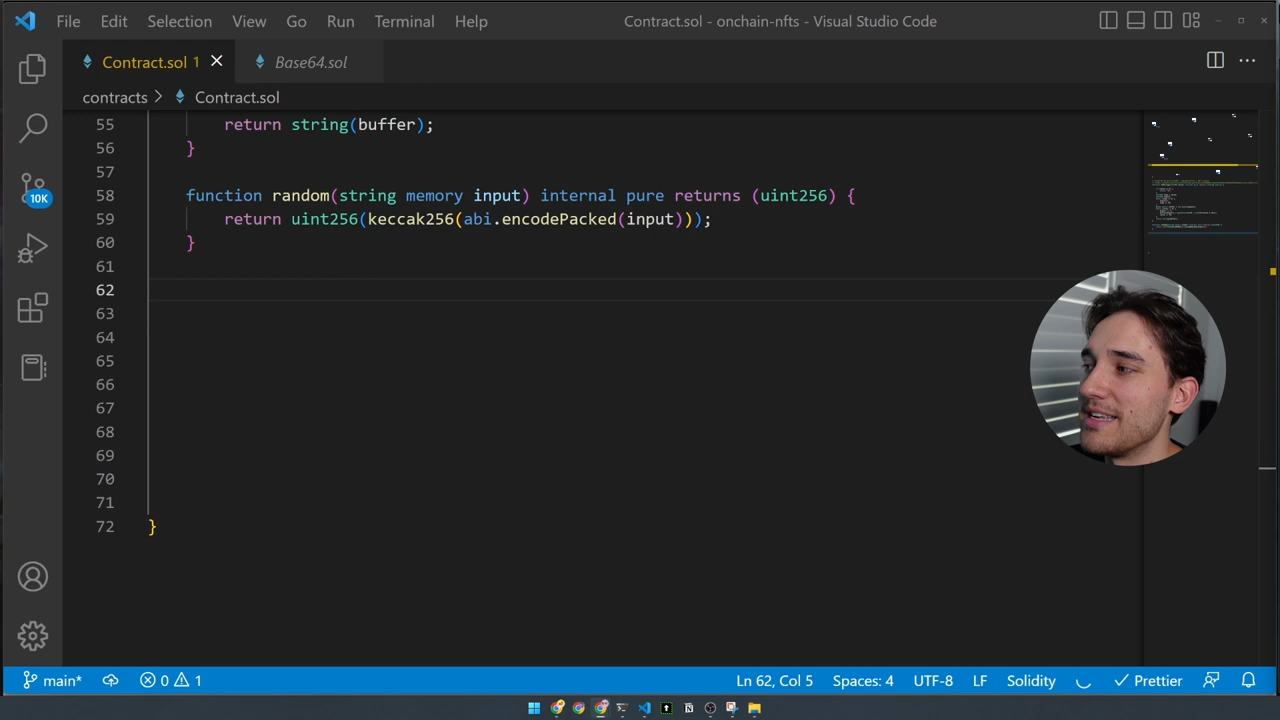 File Edit Selection View Go Run Terminal Help Contract.sol - onchain-nfts - Visual Studio Code
Contract.sol 1 Base64.sol
contracts > Contract.sol
55 return string(buffer);
56 }
57
58 function random(string memory input) internal pure returns (uint256) {
59 return uint256(keccak256(abi.encodePacked(input)));
60 }
61
62
63
64
65
66
67
68
69
70
71
72 }
10K
main* 0 1 Ln 62, Col 5 Spaces: 4 UTF-8 LF Solidity Prettier